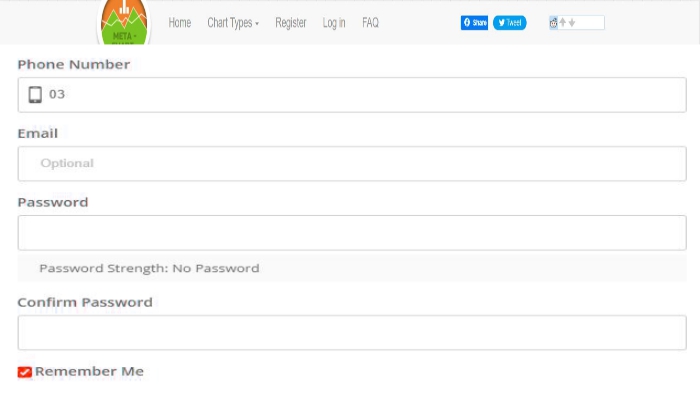 META -
Home Chart Types Register Log in FAQ Share Tweet
Phone Number
03
Email
Optional
Password
Password Strength: No Password
Confirm Password
Remember Me